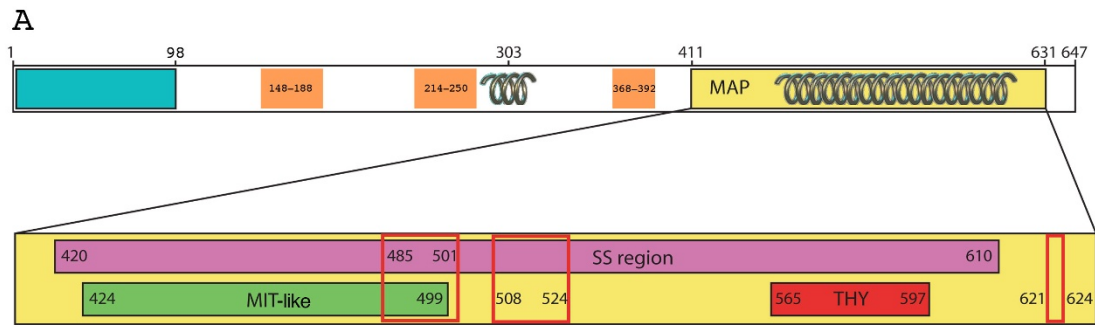 A
1 98 303 411 631 647
148-188 214-250 368-392 MAP
420 485 501 SS region 610
424 MIT-like 499 508 524 565 THY 597 621 624